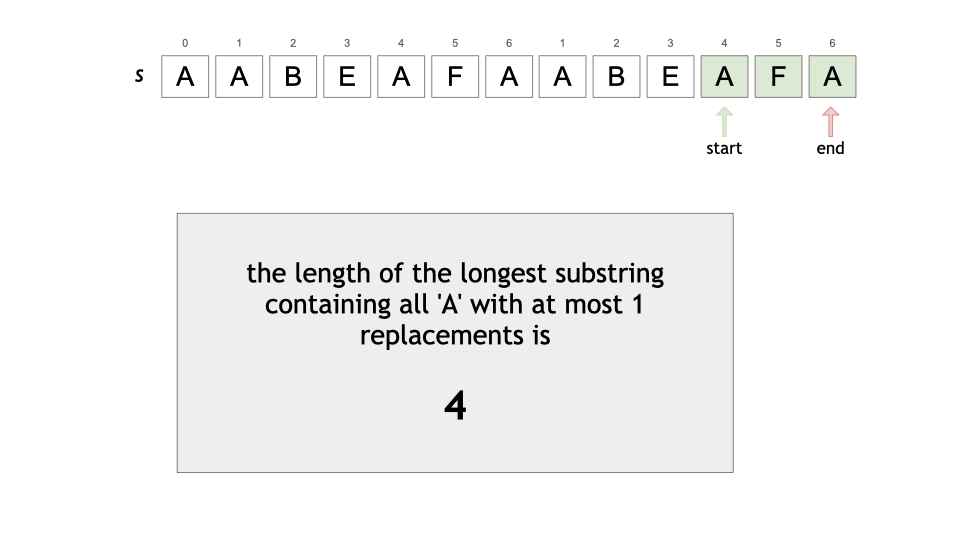 0 1 2 3 4 5 6 1 2 3 4 5 6
s A A B E A F A A B E A F A
start end
the length of the longest substring
containing all 'A' with at most 1
replacements is
4